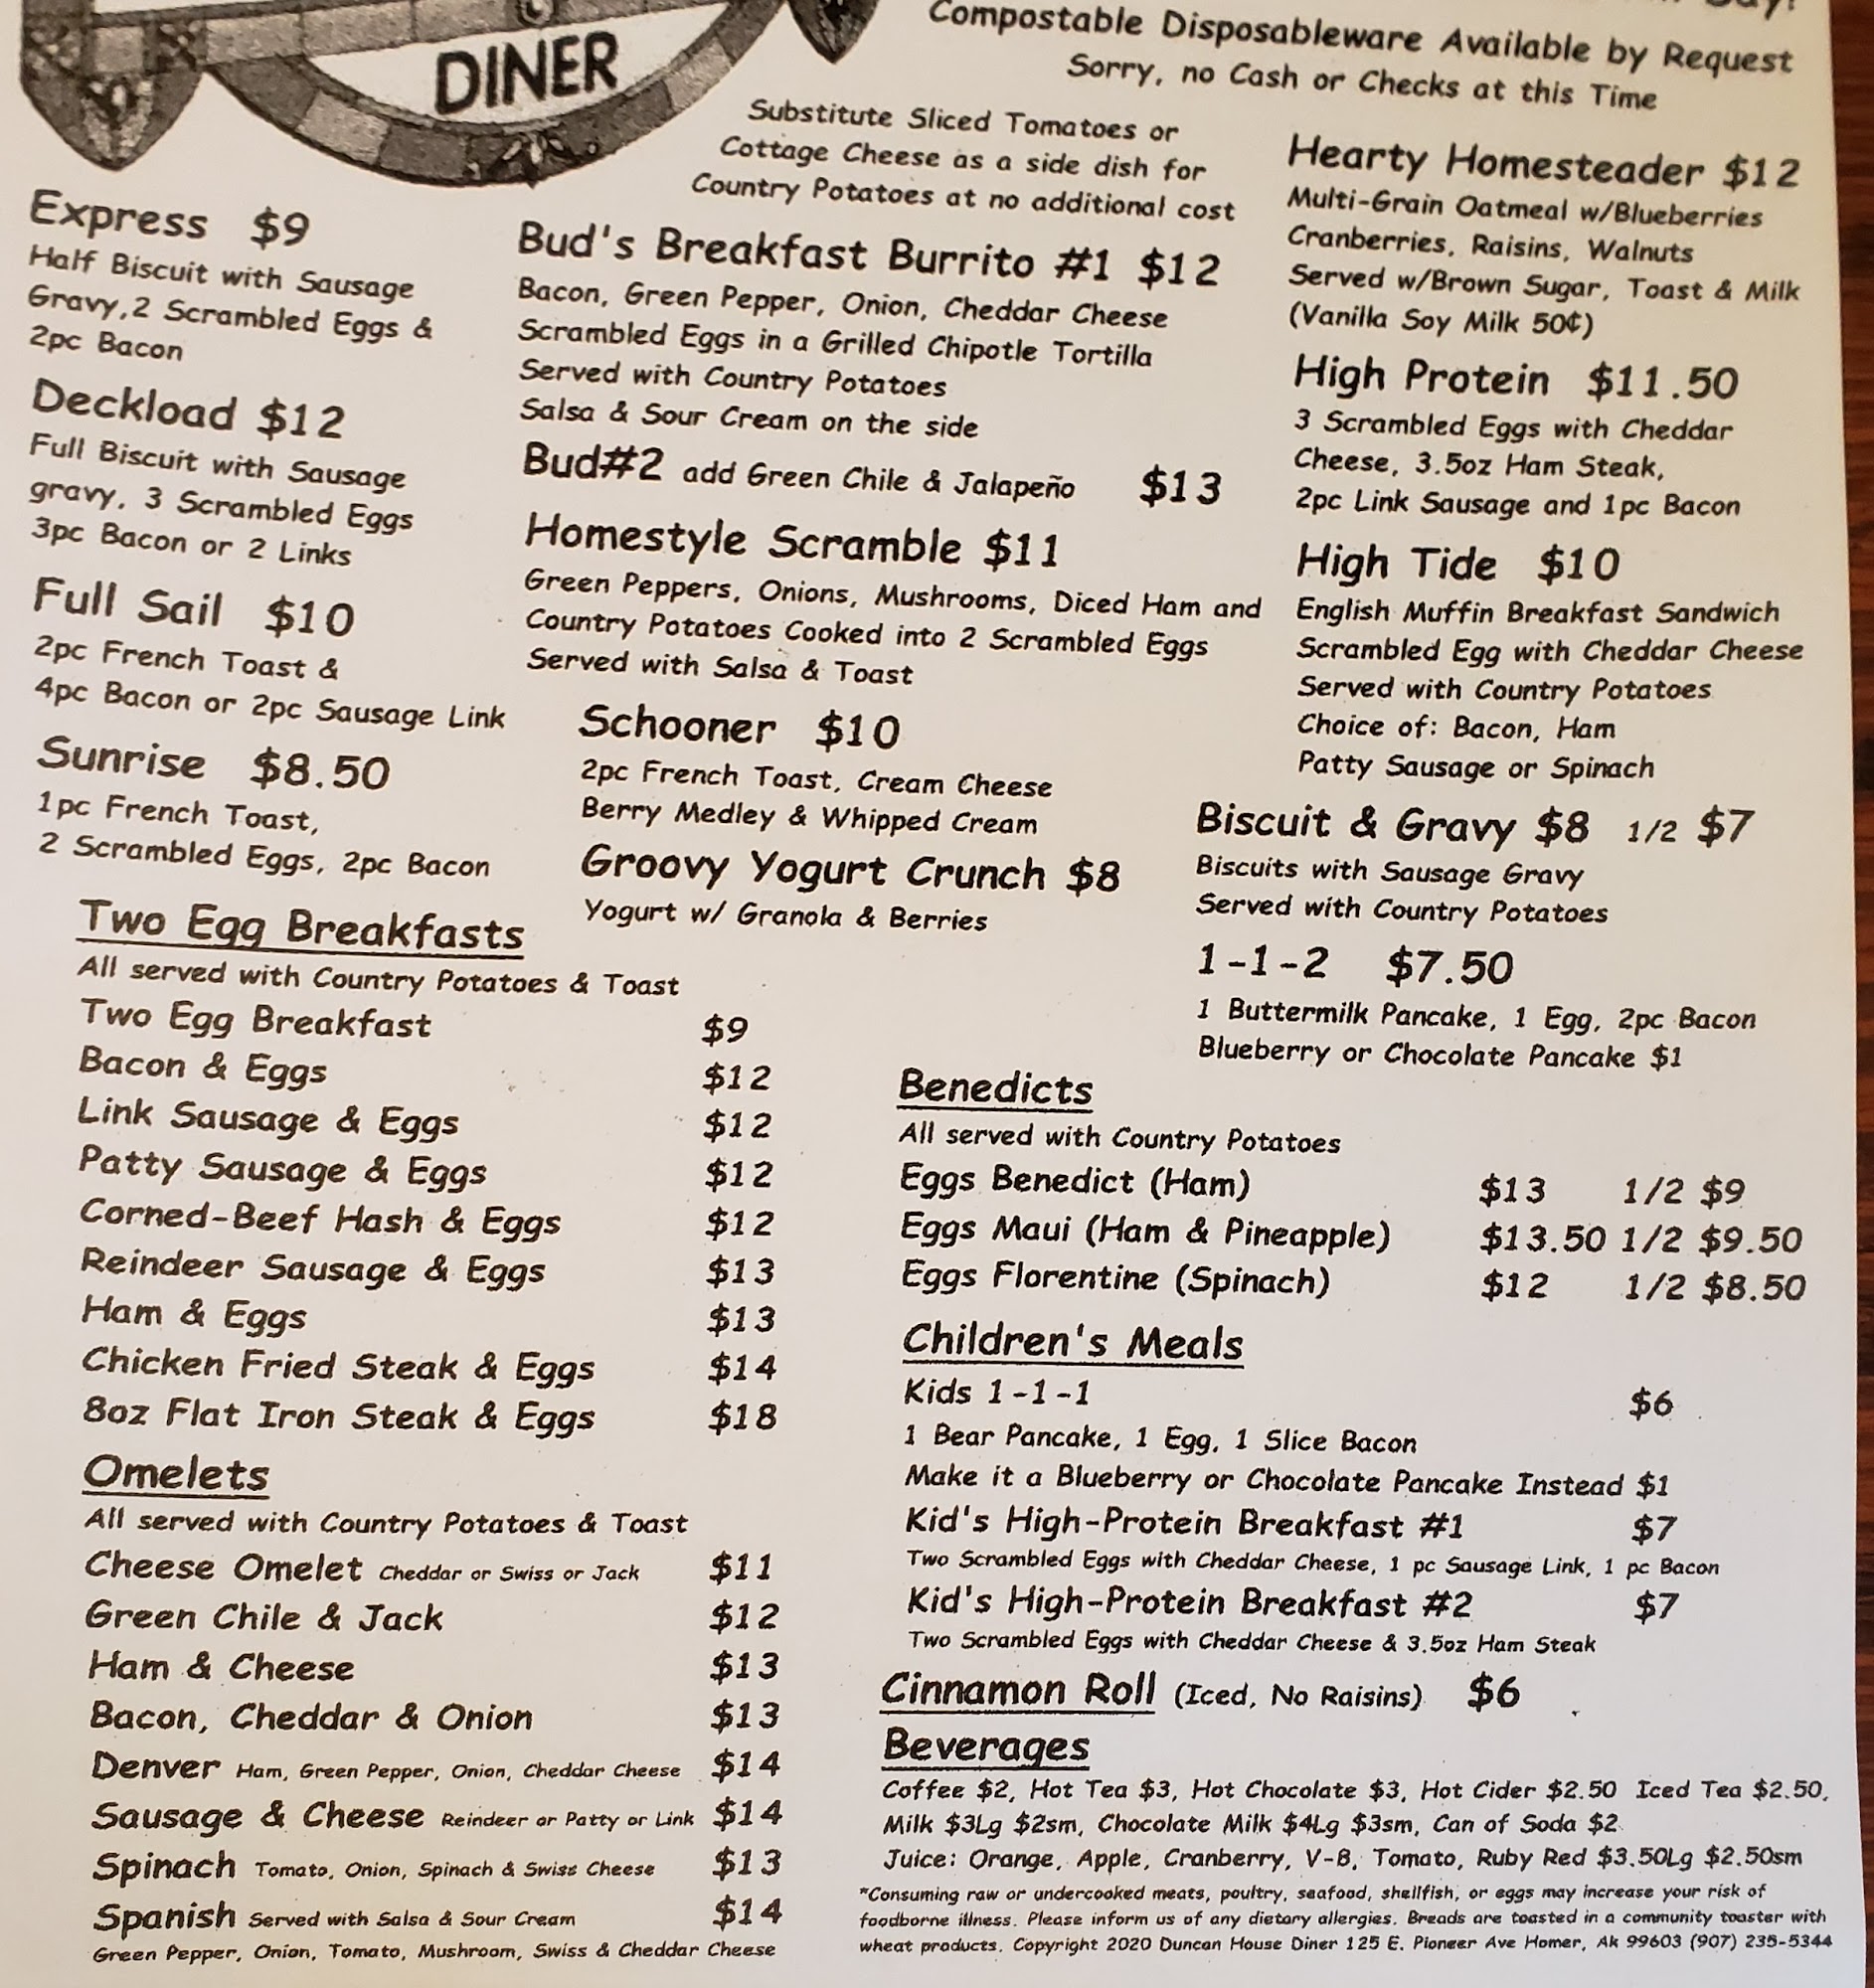 DINER
Compostable Disposableware Available by Request
Sorry, no Cash or Checks at this Time
Substitute Sliced Tomatoes or
Cottage Cheese as a side dish for
Country Potatoes at no additional cost
Express $9
Half Biscuit with Sausage
Gravy,2 Scrambled Eggs &
2pc Bacon
Deckload $12
Full Biscuit with Sausage
gravy, 3 Scrambled Eggs
3pc Bacon or 2 Links
Full Sail $10
2pc French Toast &
4pc Bacon or 2pc Sausage Link
Sunrise $8.50
1pc French Toast,
2 Scrambled Eggs, 2pc Bacon
Bud's Breakfast Burrito #1 $12
Bacon, Green Pepper, Onion, Cheddar Cheese
Scrambled Eggs in a Grilled Chipotle Tortilla
Served with Country Potatoes
Salsa & Sour Cream on the side
Bud#2 add Green Chile & Jalapeño $13
Homestyle Scramble $11
Green Peppers, Onions, Mushrooms, Diced Ham and
Country Potatoes Cooked into 2 Scrambled Eggs
Served with Salsa & Toast
Schooner $10
2pc French Toast, Cream Cheese
Berry Medley & Whipped Cream
Groovy Yogurt Crunch $8
Yogurt w/ Granola & Berries
Hearty Homesteader $12
Multi-Grain Oatmeal w/Blueberries
Cranberries, Raisins, Walnuts
Served w/Brown Sugar, Toast & Milk
(Vanilla Soy Milk 50¢)
High Protein $11.50
3 Scrambled Eggs with Cheddar
Cheese, 3.5oz Ham Steak,
2pc Link Sausage and 1pc Bacon
High Tide $10
English Muffin Breakfast Sandwich
Scrambled Egg with Cheddar Cheese
Served with Country Potatoes
Choice of: Bacon, Ham
Patty Sausage or Spinach
Biscuit & Gravy $8 1/2 $7
Biscuits with Sausage Gravy
Served with Country Potatoes
1-1-2 $7.50
1 Buttermilk Pancake, 1 Egg, 2pc Bacon
Blueberry or Chocolate Pancake $1
Two Egg Breakfasts
All served with Country Potatoes & Toast
Two Egg Breakfast $9
Bacon & Eggs $12
Link Sausage & Eggs $12
Patty Sausage & Eggs $12
Corned-Beef Hash & Eggs $12
Reindeer Sausage & Eggs $13
Ham & Eggs $13
Chicken Fried Steak & Eggs $14
8oz Flat Iron Steak & Eggs $18
Omelets
All served with Country Potatoes & Toast
Cheese Omelet Cheddar or Swiss or Jack $11
Green Chile & Jack $12
Ham & Cheese $13
Bacon, Cheddar & Onion $13
Denver Ham, Green Pepper, Onion, Cheddar Cheese $14
Sausage & Cheese Reindeer or Patty or Link $14
Spinach Tomato, Onion, Spinach & Swiss Cheese $13
Spanish Served with Salsa & Sour Cream $14
Green Pepper, Onion, Tomato, Mushroom, Swiss & Cheddar Cheese
Benedicts
All served with Country Potatoes
Eggs Benedict (Ham) $13 1/2 $9
Eggs Maui (Ham & Pineapple) $13.50 1/2 $9.50
Eggs Florentine (Spinach) $12 1/2 $8.50
Children's Meals
Kids 1-1-1 $6
1 Bear Pancake, 1 Egg, 1 Slice Bacon
Make it a Blueberry or Chocolate Pancake Instead $1
Kid's High-Protein Breakfast #1 $7
Two Scrambled Eggs with Cheddar Cheese, 1 pc Sausage Link, 1 pc Bacon
Kid's High-Protein Breakfast #2 $7
Two Scrambled Eggs with Cheddar Cheese & 3.5oz Ham Steak
Cinnamon Roll (Iced, No Raisins) $6
Beverages
Coffee $2, Hot Tea $3, Hot Chocolate $3, Hot Cider $2.50 Iced Tea $2.50,
Milk $3Lg $2sm, Chocolate Milk $4Lg $3sm, Can of Soda $2
Juice: Orange, Apple, Cranberry, V-8, Tomato, Ruby Red $3.50Lg $2.50sm
*Consuming raw or undercooked meats, poultry, seafood, shellfish, or eggs may increase your risk of
foodborne illness. Please inform us of any dietary allergies. Breads are toasted in a community toaster with
wheat products. Copyright 2020 Duncan House Diner 125 E. Pioneer Ave Homer, Ak 99603 (907) 235-5344